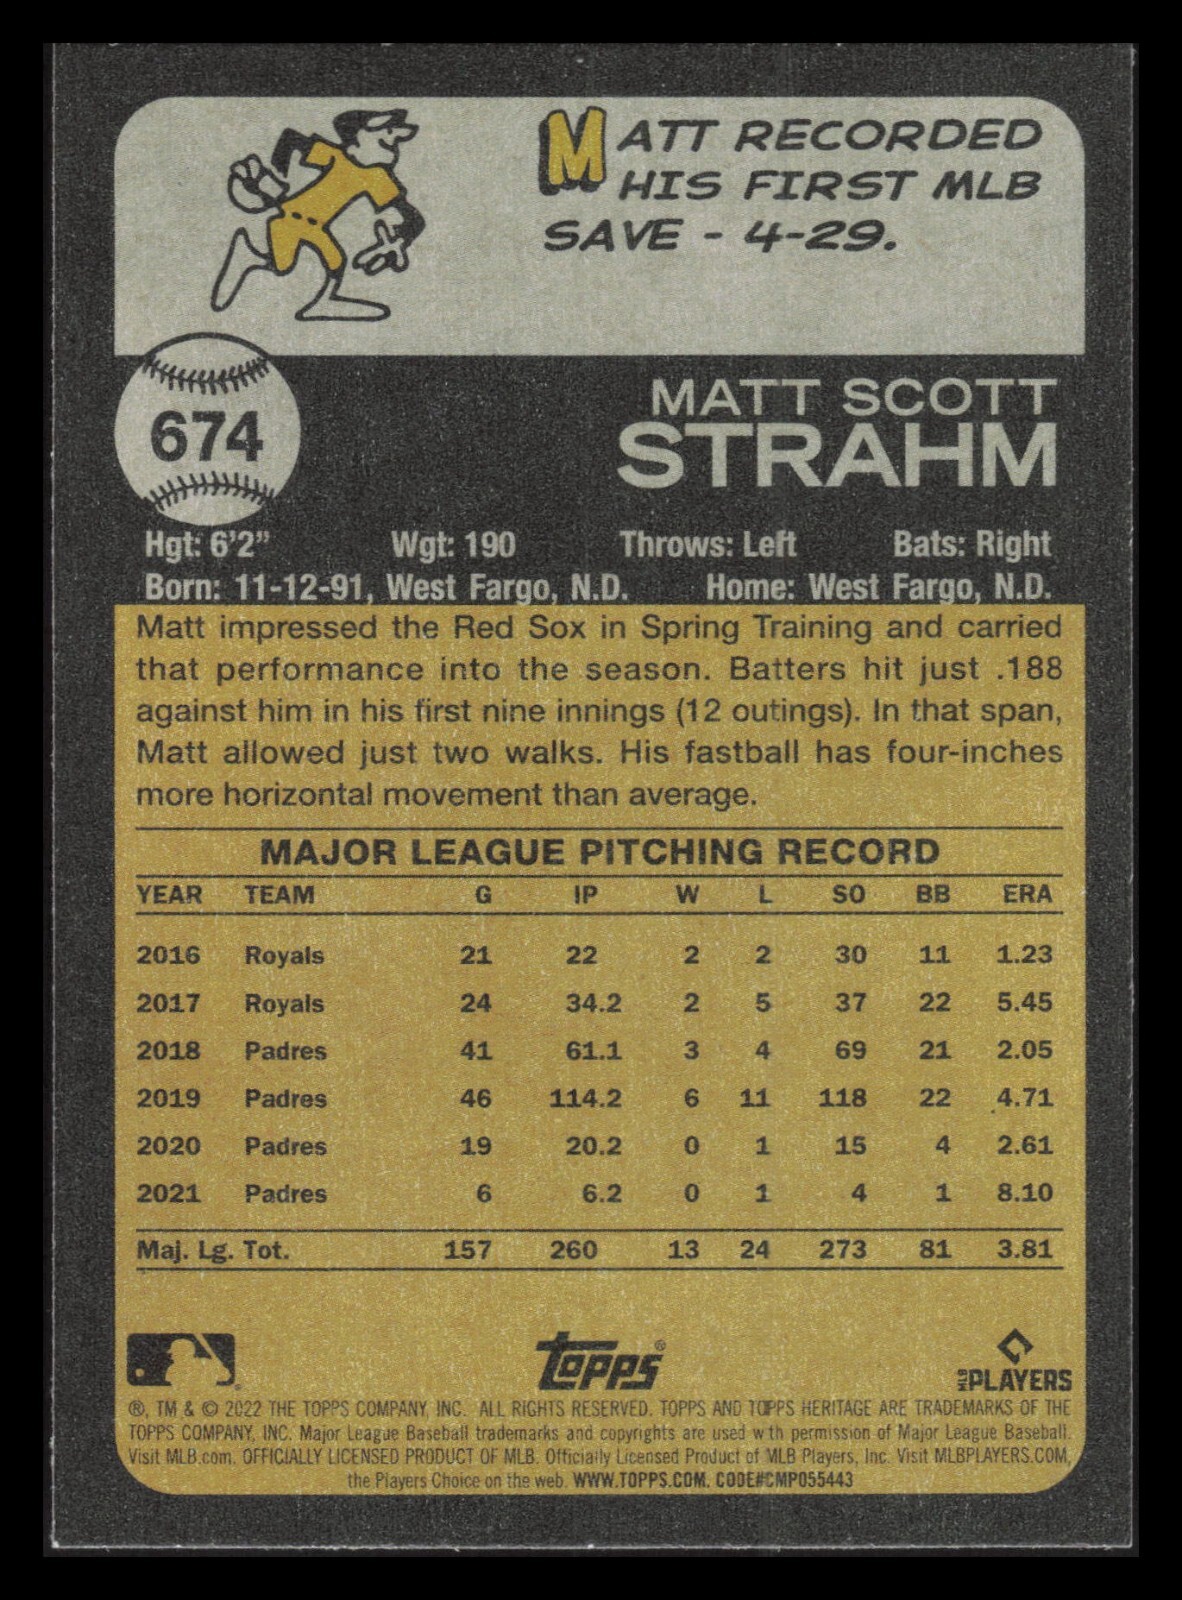 MATT RECORDED
HIS FIRST MLB
SAVE - 4-29.
674
MATT SCOTT
STRAHM
Hgt: 6'2" Wgt: 190 Throws: Left Bats: Right
Born: 11-12-91, West Fargo, N.D. Home: West Fargo, N.D.
Matt impressed the Red Sox in Spring Training and carried
that performance into the season. Batters hit just .188
against him in his first nine innings (12 outings). In that span,
Matt allowed just two walks. His fastball has four-inches
more horizontal movement than average.
MAJOR LEAGUE PITCHING RECORD
YEAR TEAM G IP W L SO BB ERA
2016 Royals 21 22 2 2 30 11 1.23
2017 Royals 24 34.2 2 5 37 22 5.45
2018 Padres 41 61.1 3 4 69 21 2.05
2019 Padres 46 114.2 6 11 118 22 4.71
2020 Padres 19 20.2 0 1 15 4 2.61
2021 Padres 6 6.2 0 1 4 1 8.10
Maj. Lg. Tot. 157 260 13 24 273 81 3.81
Topps® MLB PLAYERS
®, TM & © 2022 THE TOPPS COMPANY, INC. ALL RIGHTS RESERVED. TOPPS AND TOPPS HERITAGE ARE TRADEMARKS OF THE
TOPPS COMPANY, INC. Major League Baseball trademarks and copyrights are used with permission of Major League Baseball.
Visit MLB.com. OFFICIALLY LICENSED PRODUCT OF MLB. Officially Licensed Product of MLB Players, Inc. Visit MLBPLAYERS.COM,
the Players Choice on the web. WWW.TOPPS.COM. CODE#CMP055443